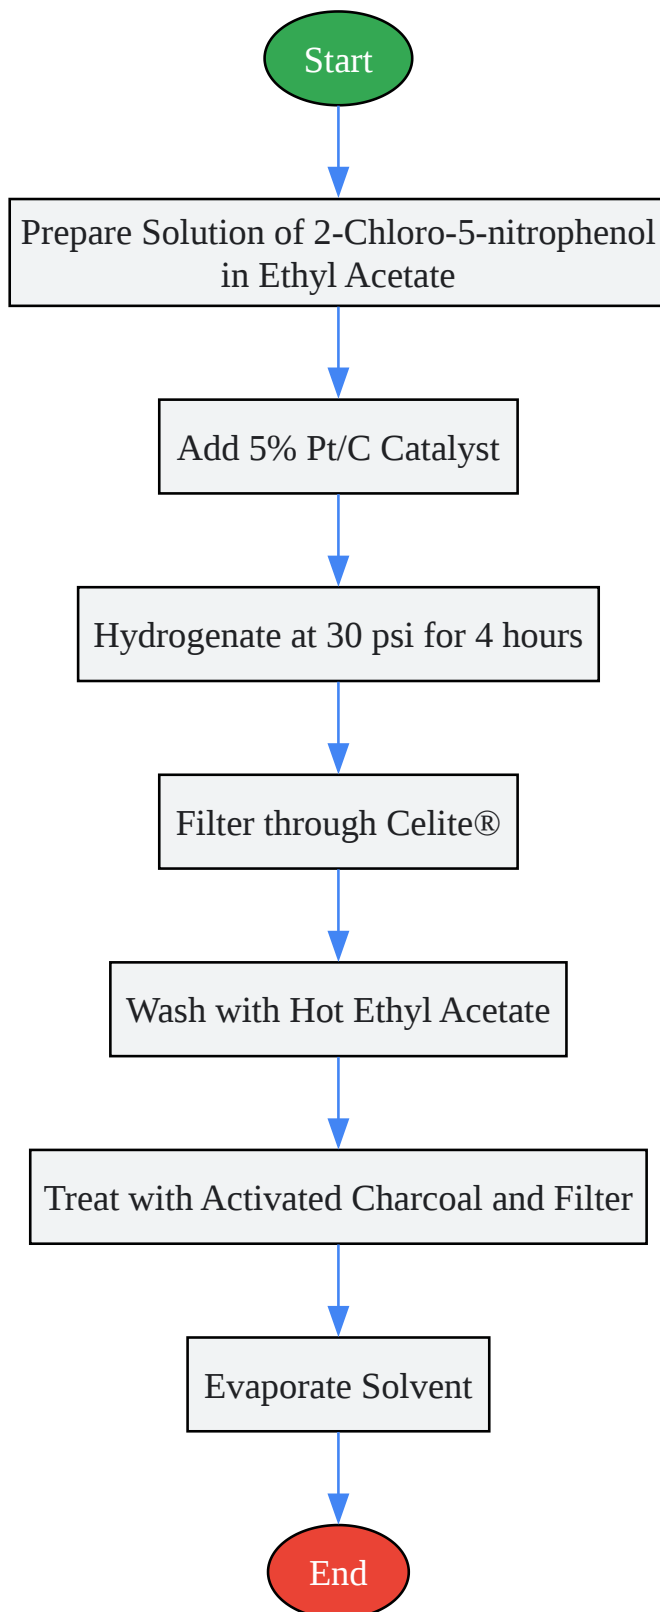 Start
Prepare Solution of 2-Chloro-5-nitrophenol
in Ethyl Acetate
Add 5% Pt/C Catalyst
Hydrogenate at 30 psi for 4 hours
Filter through Celite®
Wash with Hot Ethyl Acetate
Treat with Activated Charcoal and Filter
Evaporate Solvent
End